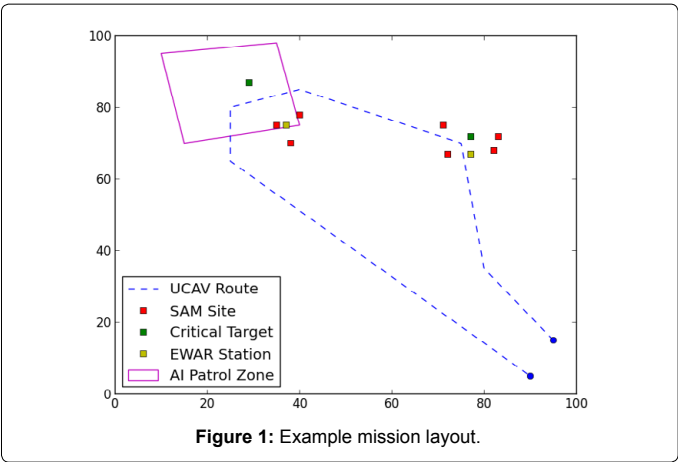 100
80
60
40
20
0
UCAV Route
SAM Site
Critical Target
EWAR Station
AI Patrol Zone
0 20 40 60 80 100
Figure 1: Example mission layout.